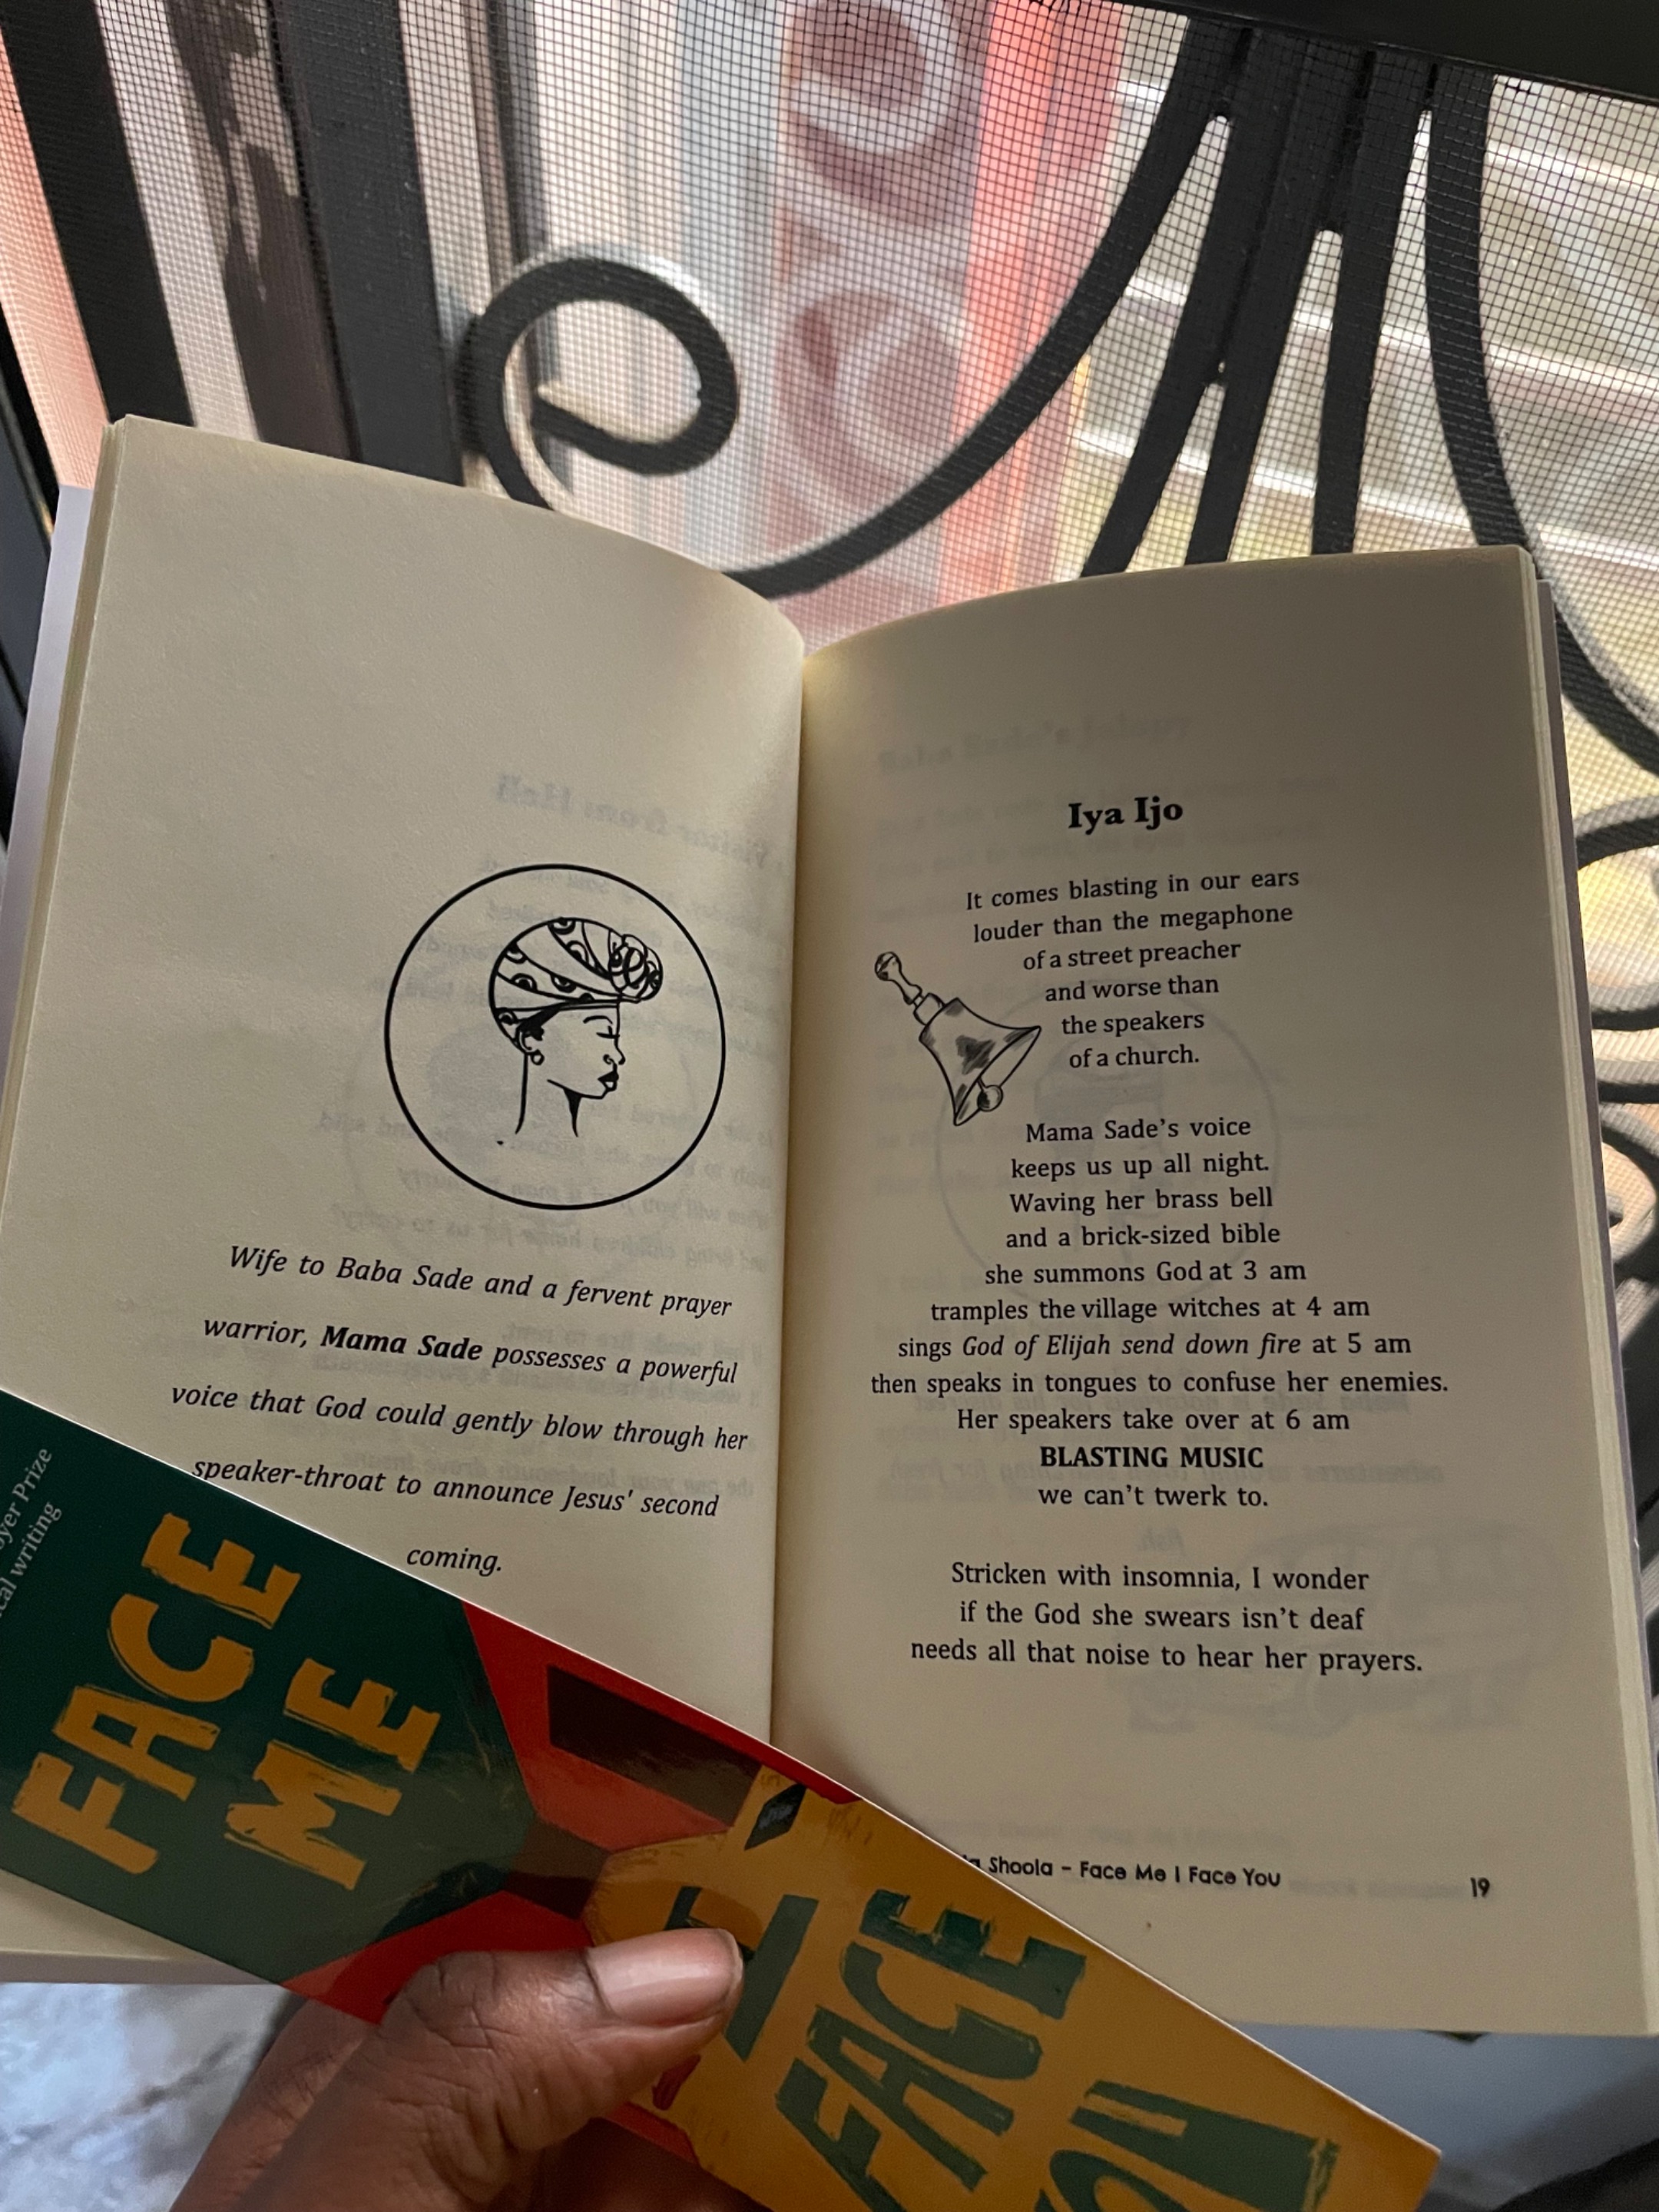 Wife to Baba Sade and a fervent prayer
warrior, Mama Sade possesses a powerful
voice that God could gently blow through her
speaker-throat to announce Jesus' second
coming.
Iya Ijo
It comes blasting in our ears
louder than the megaphone
of a street preacher
and worse than
the speakers
of a church.
Mama Sade's voice
keeps us up all night.
Waving her brass bell
and a brick-sized bible
she summons God at 3 am
tramples the village witches at 4 am
sings God of Elijah send down fire at 5 am
then speaks in tongues to confuse her enemies.
Her speakers take over at 6 am
BLASTING MUSIC
we can't twerk to.
Stricken with insomnia, I wonder
if the God she swears isn't deaf
needs all that noise to hear her prayers.
Shoola – Face Me I Face You
19
Prize
writing
FACE
ME
I
FACE